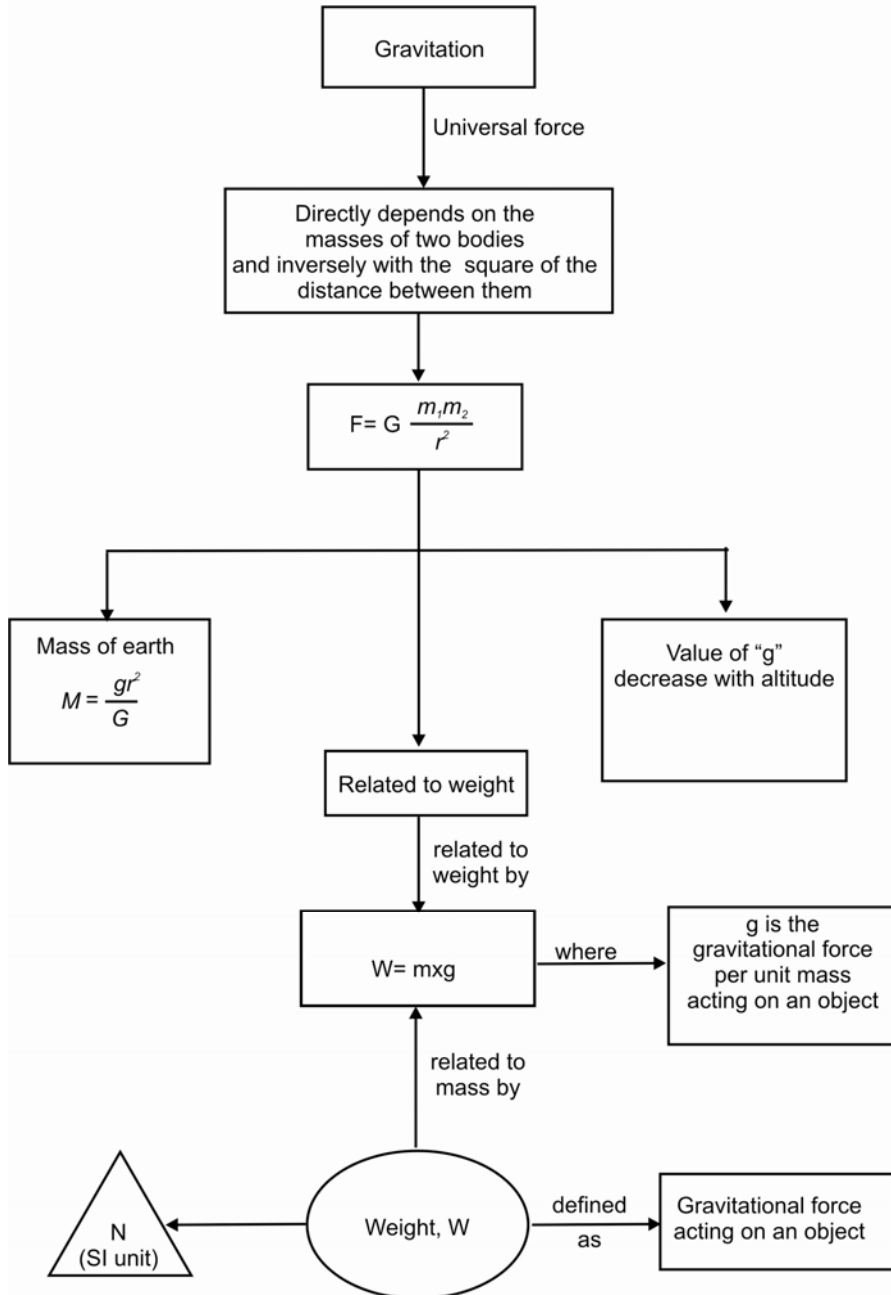 Gravitation
Universal force
Directly depends on the
masses of two bodies
and inversely with the square of the
distance between them
F= G m₁m₂ / r²
Mass of earth
M = gr² / G
Value of “g”
decrease with altitude
Related to weight
related to
weight by
W= mxg
where
g is the
gravitational force
per unit mass
acting on an object
related to
mass by
N
(SI unit)
Weight, W
defined
as
Gravitational force
acting on an object